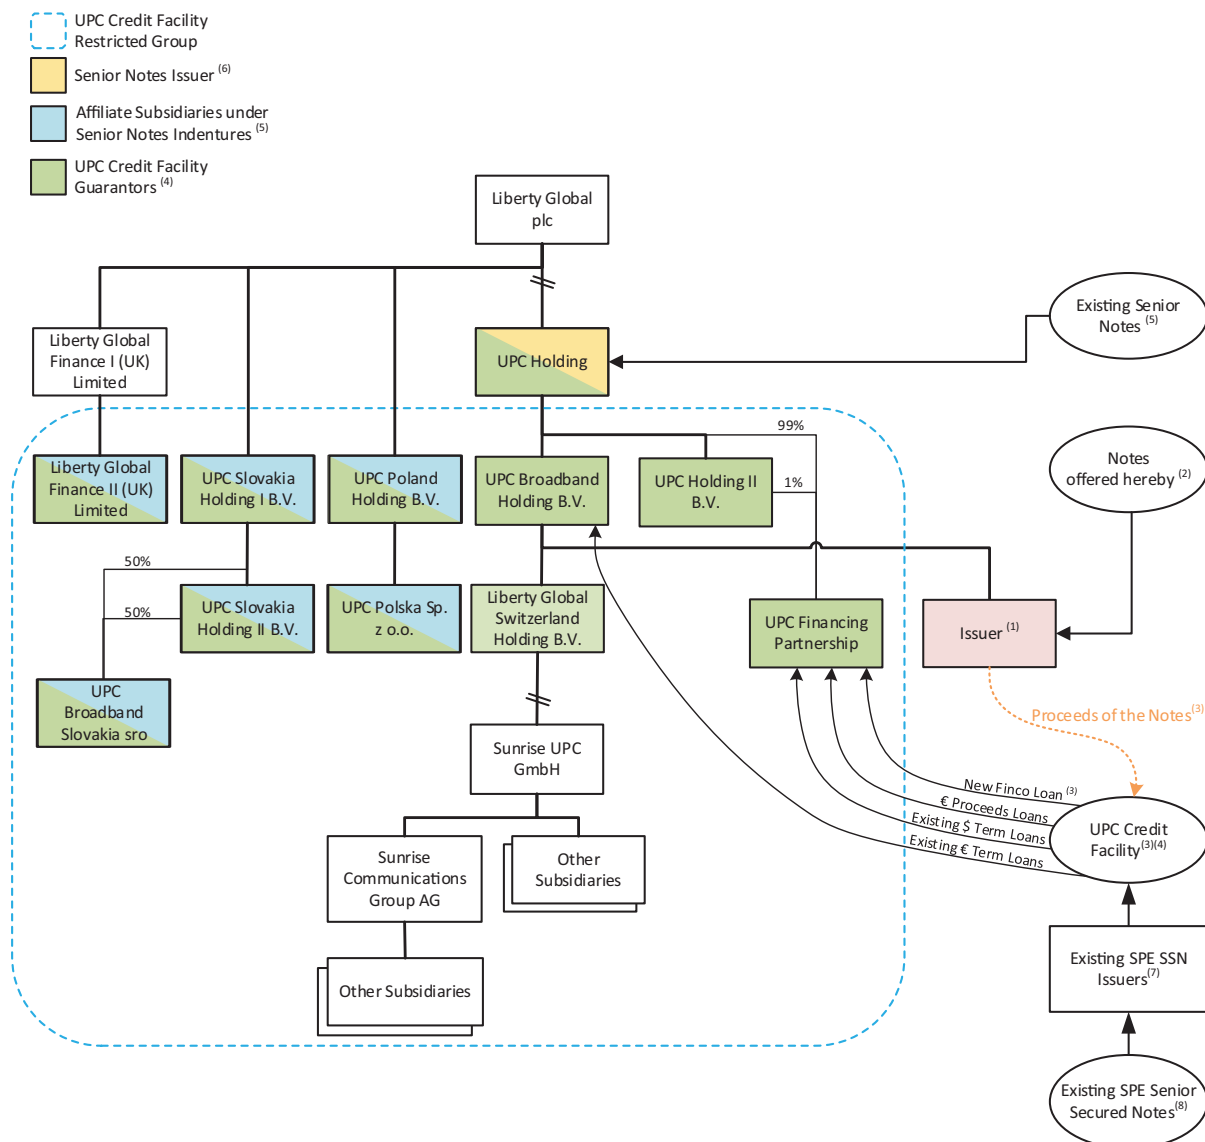 UPC Credit Facility
Restricted Group
Senior Notes Issuer (6)
Affiliate Subsidiaries under
Senior Notes Indentures (5)
UPC Credit Facility
Guarantors (4)
Liberty Global
plc
Existing Senior
Notes (5)
Liberty Global
Finance I (UK)
Limited
UPC Holding
99%
Liberty Global
Finance II (UK)
Limited
UPC Slovakia
Holding I B.V.
UPC Poland
Holding B.V.
UPC Broadband
Holding B.V.
UPC Holding II
B.V.
1%
Notes
offered hereby (2)
50%
50%
UPC Slovakia
Holding II B.V.
UPC Polska Sp.
z o.o.
Liberty Global
Switzerland
Holding B.V.
UPC Financing
Partnership
Issuer (1)
UPC
Broadband
Slovakia sro
Proceeds of the Notes(3)
Sunrise UPC
GmbH
New Finco Loan (3)
€ Proceeds Loans
Existing $ Term Loans
Existing € Term Loans
UPC Credit
Facility(3)(4)
Sunrise
Communications
Group AG
Other
Subsidiaries
Other Subsidiaries
Existing SPE SSN
Issuers(7)
Existing SPE Senior
Secured Notes(8)